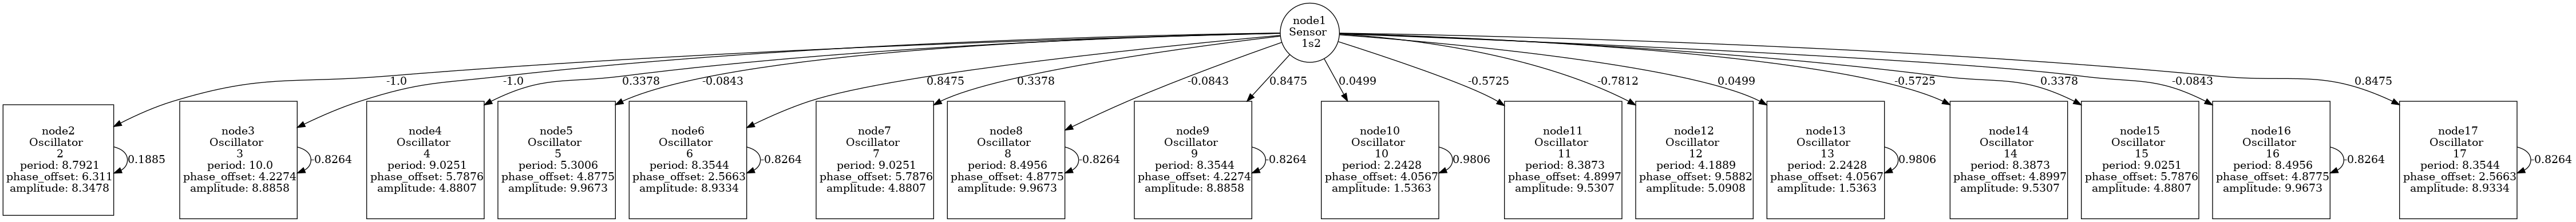 node1
Sensor
1s2
-1.0
-1.0
0.3378
-0.0843
0.8475
0.3378
-0.0843
0.8475
0.0499
-0.5725
-0.7812
0.0499
-0.5725
0.3378
-0.0843
0.8475
node2
Oscillator
2
period: 8.7921
phase_offset: 6.311
amplitude: 8.3478
0.1885
node3
Oscillator
3
period: 10.0
phase_offset: 4.2274
amplitude: 8.8858
-0.8264
node4
Oscillator
4
period: 9.0251
phase_offset: 5.7876
amplitude: 4.8807
node5
Oscillator
5
period: 5.3006
phase_offset: 4.8775
amplitude: 9.9673
node6
Oscillator
6
period: 8.3544
phase_offset: 2.5663
amplitude: 8.9334
-0.8264
node7
Oscillator
7
period: 9.0251
phase_offset: 5.7876
amplitude: 4.8807
node8
Oscillator
8
period: 8.4956
phase_offset: 4.8775
amplitude: 9.9673
-0.8264
node9
Oscillator
9
period: 8.3544
phase_offset: 4.2274
amplitude: 8.8858
-0.8264
node10
Oscillator
10
period: 2.2428
phase_offset: 4.0567
amplitude: 1.5363
0.9806
node11
Oscillator
11
period: 8.3873
phase_offset: 4.8997
amplitude: 9.5307
node12
Oscillator
12
period: 4.1889
phase_offset: 9.5882
amplitude: 5.0908
node13
Oscillator
13
period: 2.2428
phase_offset: 4.0567
amplitude: 1.5363
0.9806
node14
Oscillator
14
period: 8.3873
phase_offset: 4.8997
amplitude: 9.5307
node15
Oscillator
15
period: 9.0251
phase_offset: 5.7876
amplitude: 4.8807
node16
Oscillator
16
period: 8.4956
phase_offset: 4.8775
amplitude: 9.9673
-0.8264
node17
Oscillator
17
period: 8.3544
phase_offset: 2.5663
amplitude: 8.9334
-0.8264